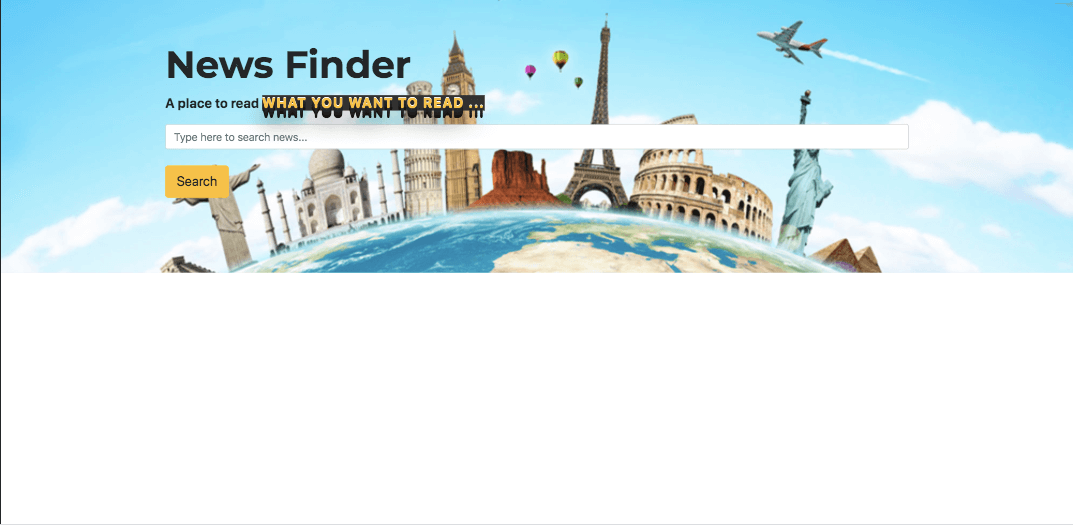 News Finder
A place to read WHAT YOU WANT TO READ ...
Type here to search news...
Search